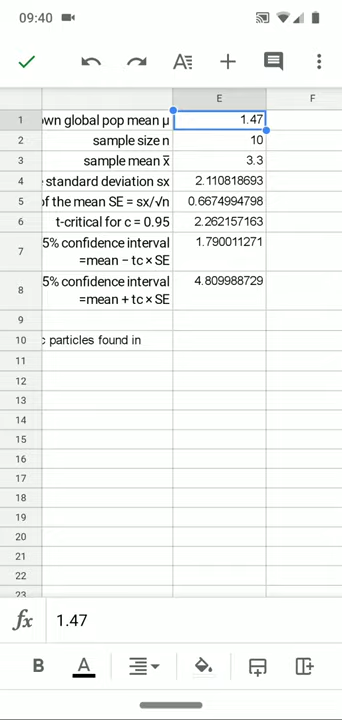 09:40
A
E
F
1
own global pop mean μ
1.47
2
sample size n
10
3
sample mean x̅
3.3
4
standard deviation sx
2.110818693
5
of the mean SE = sx/√n
0.6674994798
6
t-critical for c = 0.95
2.262157163
7
5% confidence interval
=mean − tc × SE
1.790011271
8
5% confidence interval
=mean + tc × SE
4.809988729
9
10
c particles found in
11
12
13
14
15
16
17
18
19
20
21
22
23
fx 1.47
B A